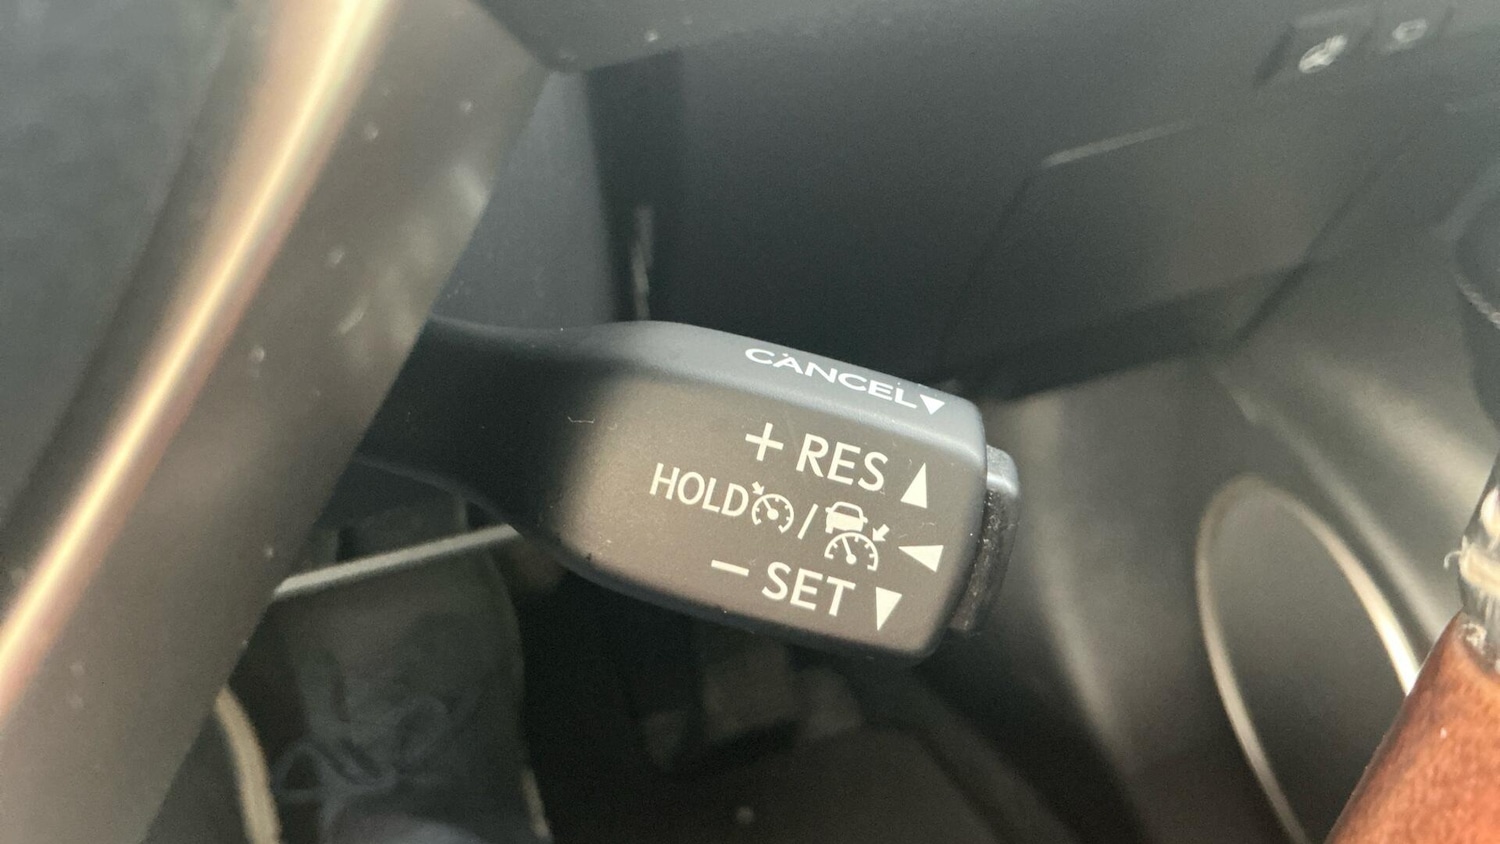 CANCEL▼
+ RES ▲
HOLD / ◀
− SET ▼